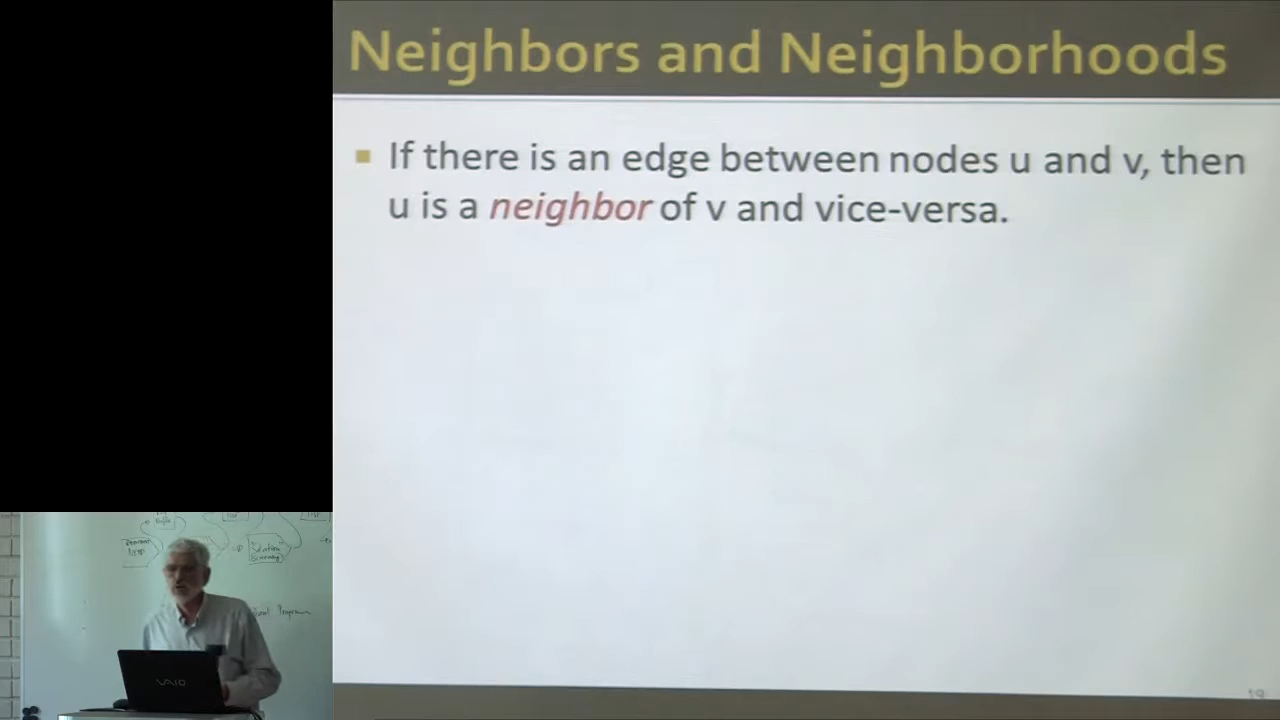 Neighbors and Neighborhoods
If there is an edge between nodes u and v, then
u is a neighbor of v and vice-versa.
19
VAIO